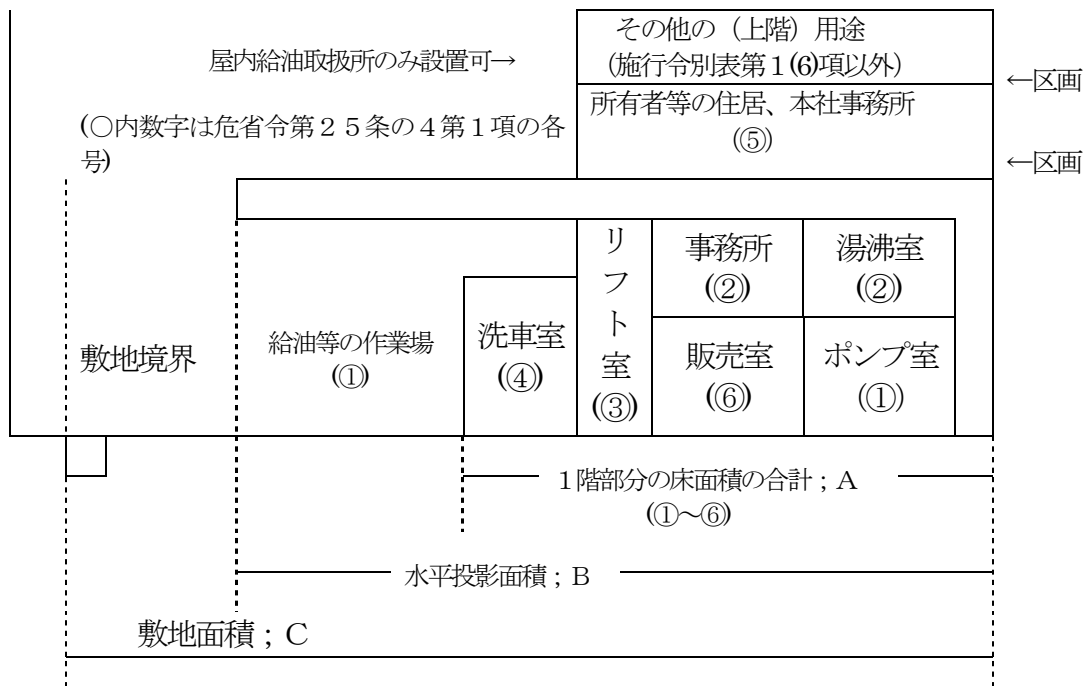 その他の（上階）用途
（施行令別表第１(6)項以外）
屋内給油取扱所のみ設置可→
←区画
所有者等の住居、本社事務所
（⑤）
(○内数字は危省令第２５条の４第１項の各
号)
←区画
リフト室
(③)
事務所
(②)
湯沸室
(②)
洗車室
(④)
給油等の作業場
(①)
敷地境界
販売室
(⑥)
ポンプ室
（①）
１階部分の床面積の合計；Ａ
(①～⑥)
水平投影面積；Ｂ
敷地面積；Ｃ